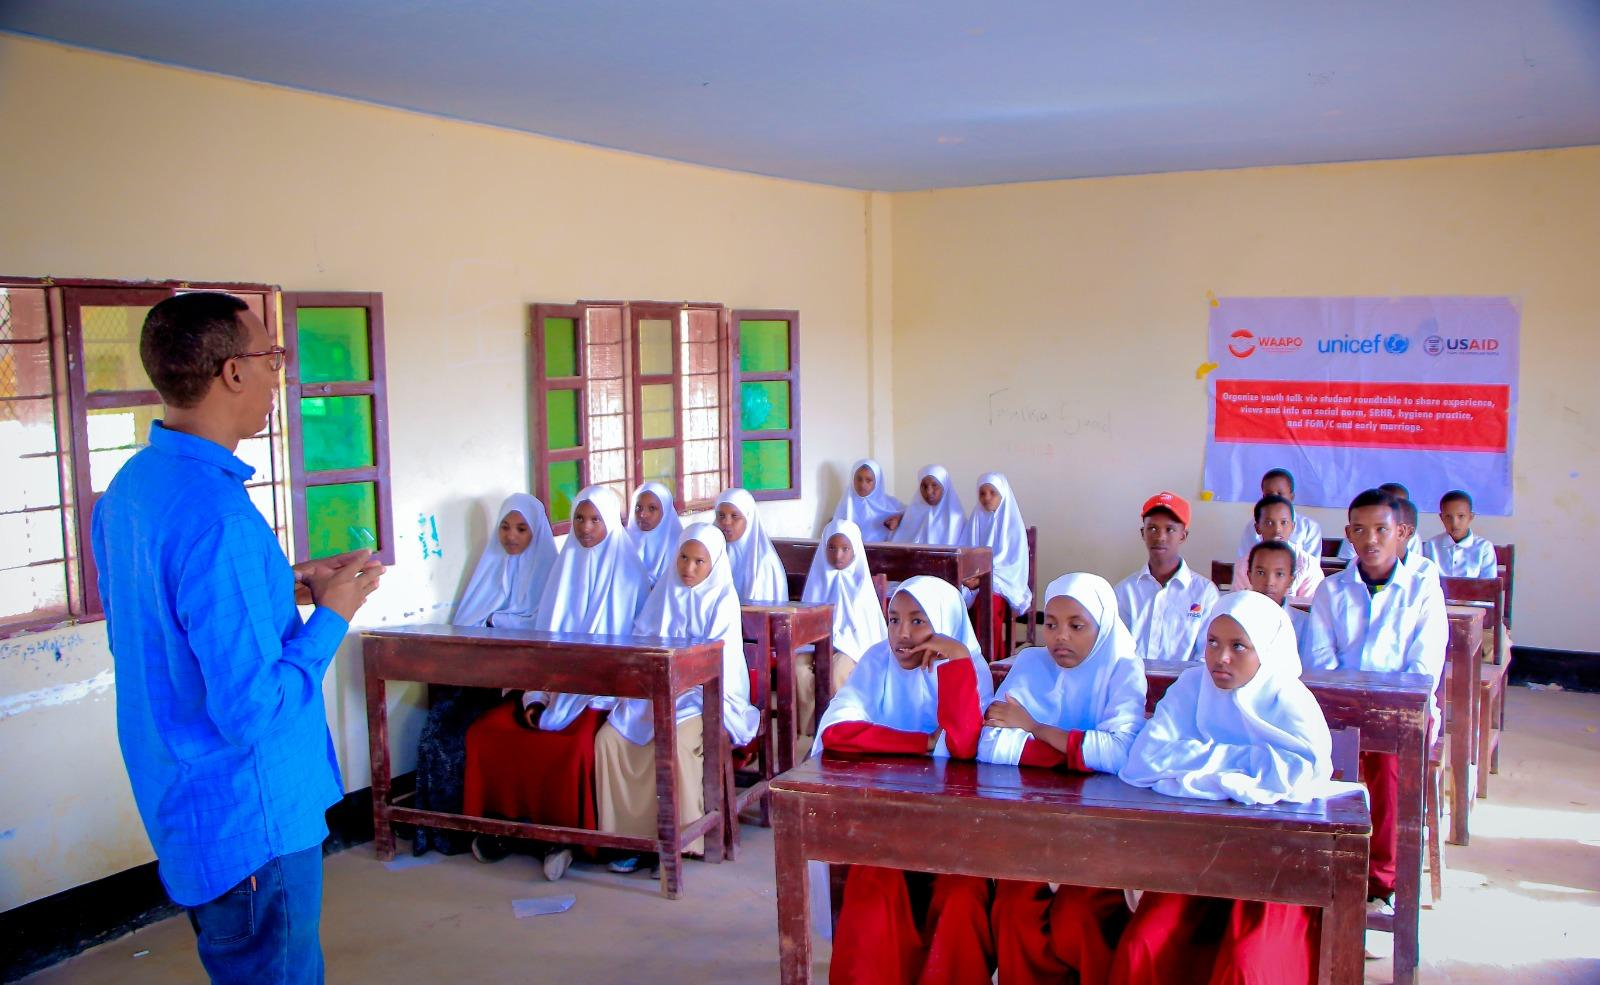 WAAPO
unicef
USAID
Organize youth talk vie student roundtable to share experience,
views and info on social norm, SRHR, hygiene practice,
and FGM/C and early marriage.